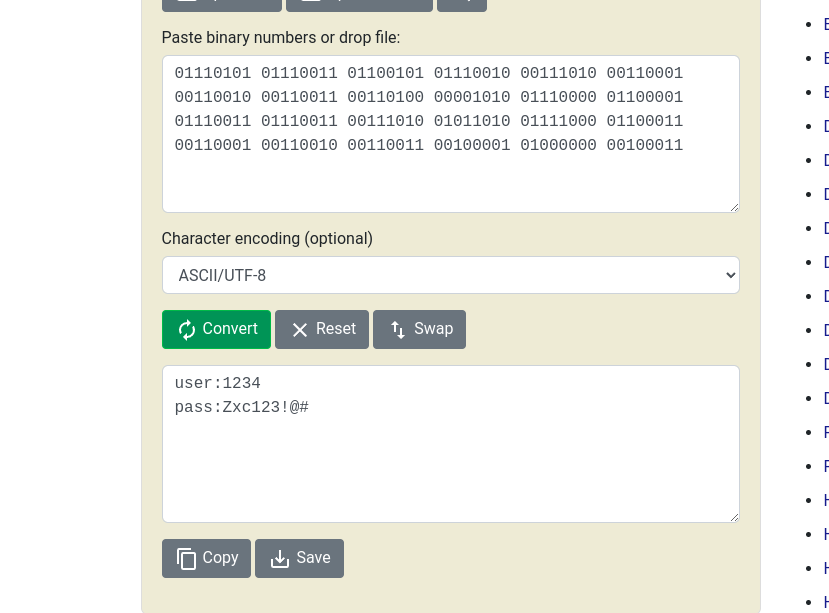 Paste binary numbers or drop file:
01110101 01110011 01100101 01110010 00111010 00110001
00110010 00110011 00110100 00001010 01110000 01100001
01110011 01110011 00111010 01011010 01111000 01100011
00110001 00110010 00110011 00100001 01000000 00100011
Character encoding (optional)
ASCII/UTF-8
Convert Reset Swap
user:1234
pass:Zxc123!@#
Copy Save